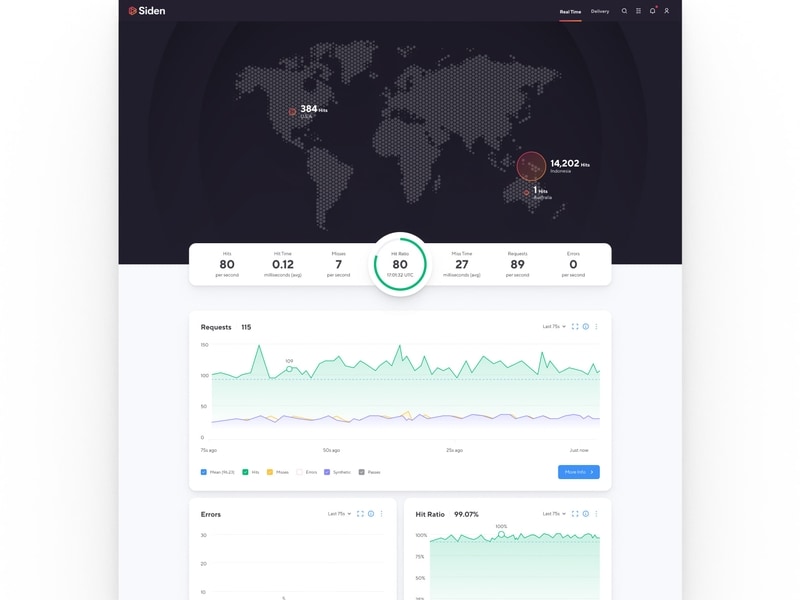 Siden
Real Time
Delivery
384 Hits
U.S.A
14,202 Hits
Indonesia
1 Hits
Australia
Hits
80
per second
Hit Time
0.12
milliseconds (avg)
Misses
7
per second
Hit Ratio
80
17:01:32 UTC
Miss Time
27
milliseconds (avg)
Requests
89
per second
Errors
0
per second
Requests 115
Last 75s
150
100
50
0
109
75s ago
50s ago
25s ago
Just now
Mean (96.23)
Hits
Misses
Errors
Synthetic
Passes
More Info
Errors
Last 75s
30
20
10
5
Hit Ratio 99.07%
Last 75s
100%
100%
75%
50%
25%